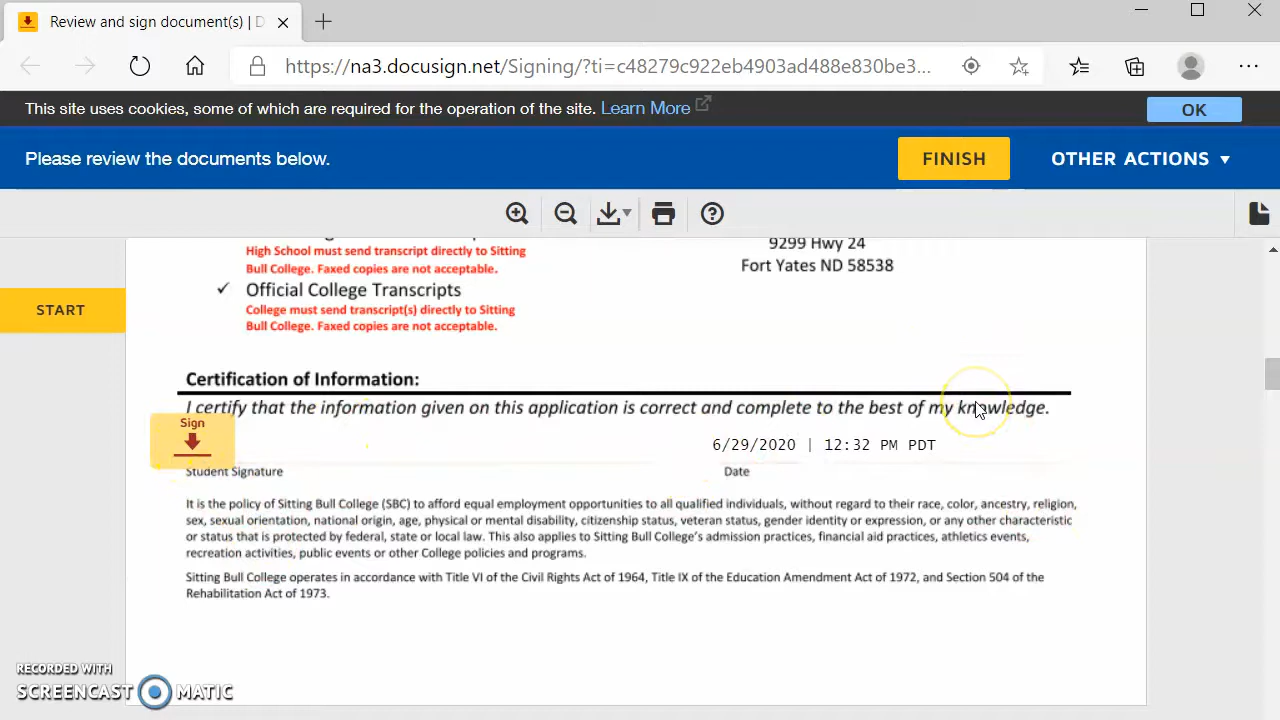 Review and sign document(s) | D
https://na3.docusign.net/Signing/?ti=c48279c922eb4903ad488e830be3...
This site uses cookies, some of which are required for the operation of the site. Learn More
OK
Please review the documents below.
FINISH
OTHER ACTIONS
START
High School must send transcript directly to Sitting
Bull College. Faxed copies are not acceptable.
9299 Hwy 24
Fort Yates ND 58538
✓ Official College Transcripts
College must send transcript(s) directly to Sitting
Bull College. Faxed copies are not acceptable.
Certification of Information:
I certify that the information given on this application is correct and complete to the best of my knowledge.
Sign
6/29/2020 | 12:32 PM PDT
Student Signature
Date
It is the policy of Sitting Bull College (SBC) to afford equal employment opportunities to all qualified individuals, without regard to their race, color, ancestry, religion,
sex, sexual orientation, national origin, age, physical or mental disability, citizenship status, veteran status, gender identity or expression, or any other characteristic
or status that is protected by federal, state or local law. This also applies to Sitting Bull College's admission practices, financial aid practices, athletics events,
recreation activities, public events or other College policies and programs.
Sitting Bull College operates in accordance with Title VI of the Civil Rights Act of 1964, Title IX of the Education Amendment Act of 1972, and Section 504 of the
Rehabilitation Act of 1973.
RECORDED WITH
SCREENCAST MATIC